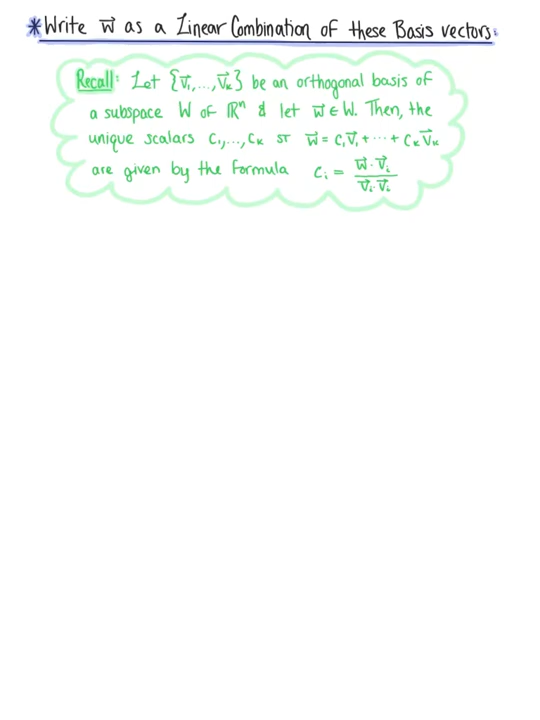 *Write w⃗ as a Linear Combination of these Basis vectors:
Recall: Let {v⃗₁,...,v⃗ₖ} be an orthogonal basis of
a subspace W of ℝⁿ & let w⃗ ∈ W. Then, the
unique scalars C₁,...,Cₖ ST w⃗ = C₁v⃗₁ + ··· + Cₖv⃗ₖ
are given by the formula Cᵢ = w⃗·v⃗ᵢ / v⃗ᵢ·v⃗ᵢ